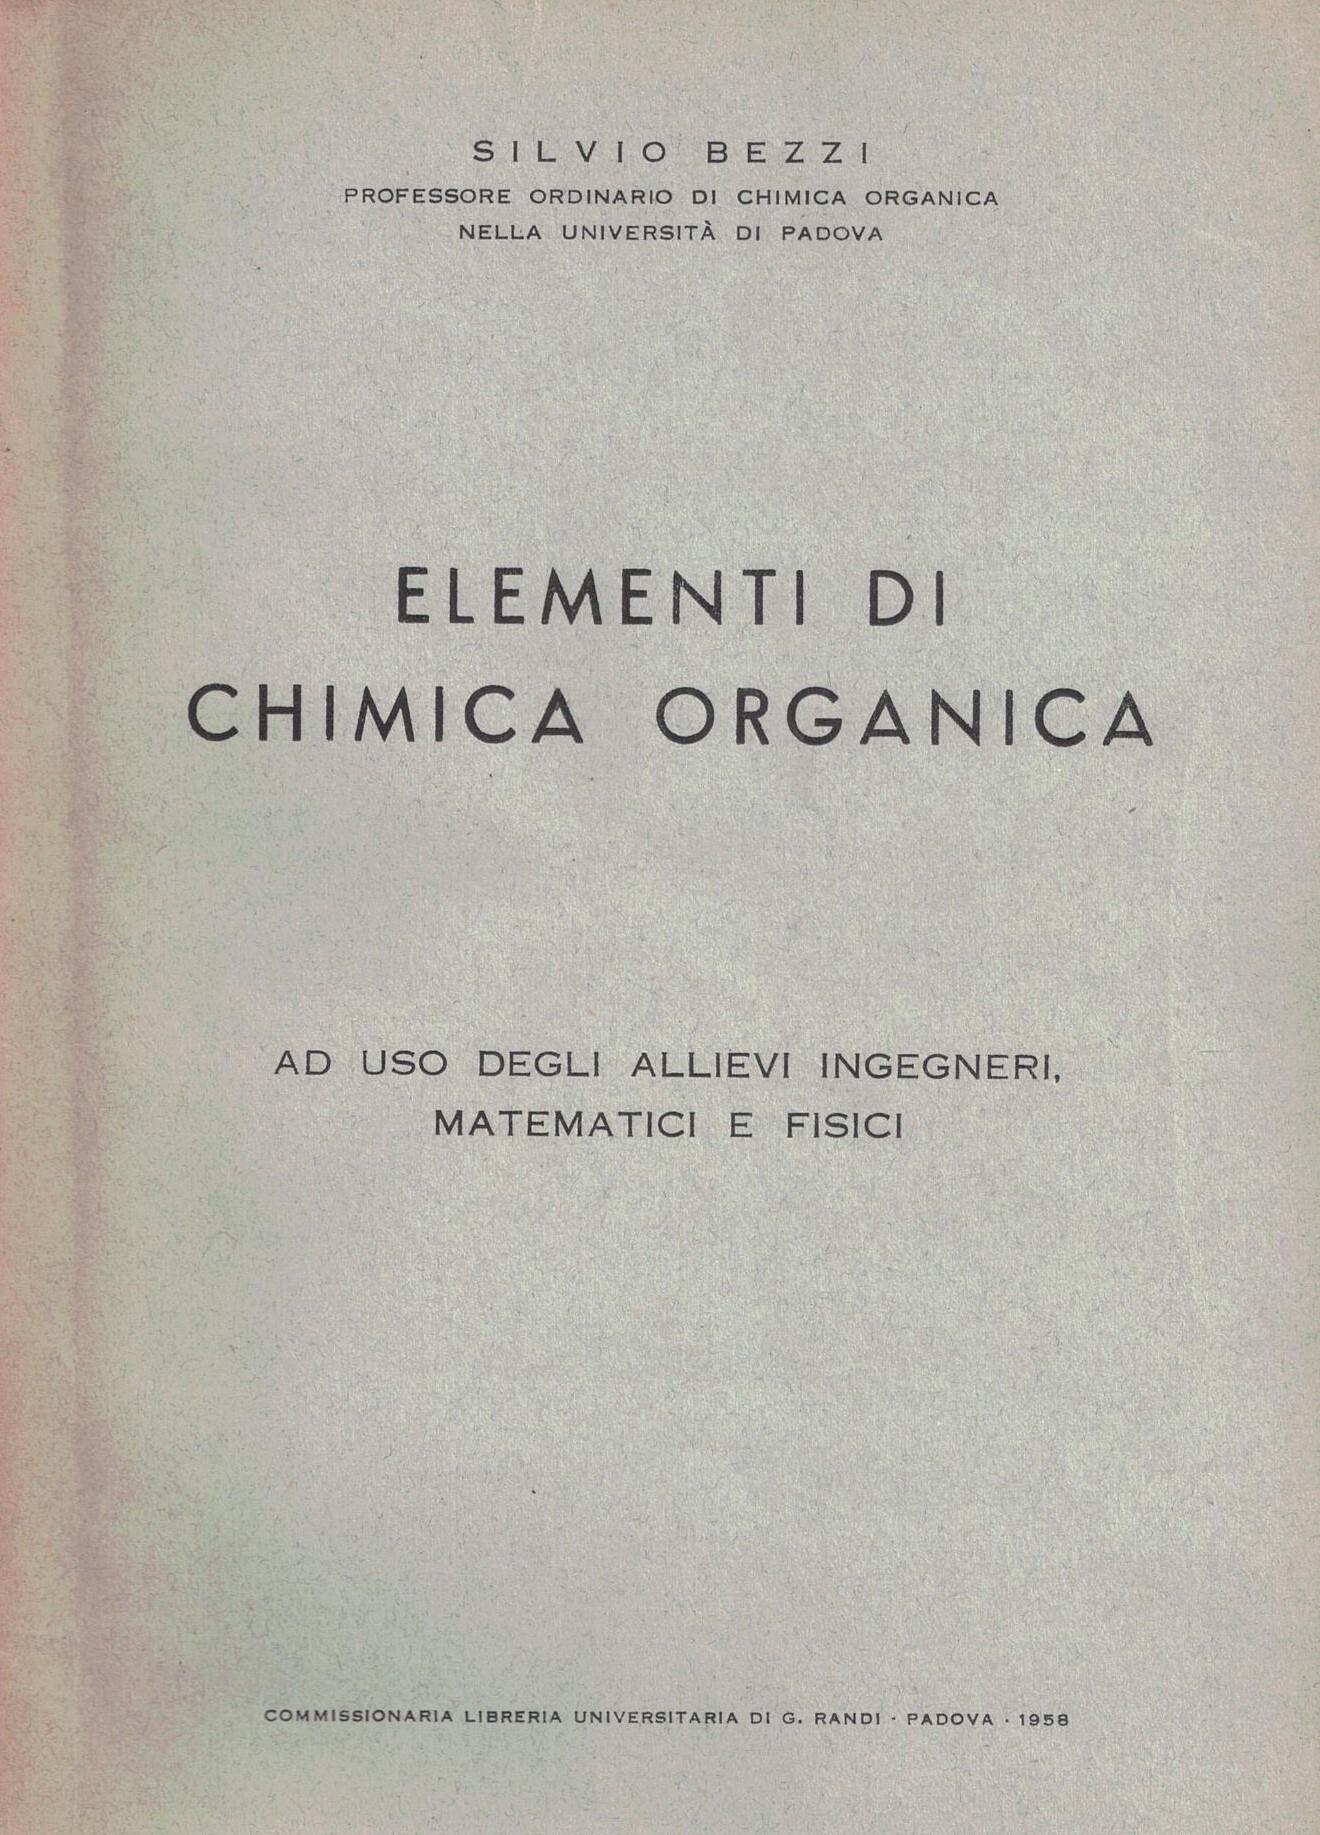 SILVIO BEZZI
PROFESSORE ORDINARIO DI CHIMICA ORGANICA
NELLA UNIVERSITÀ DI PADOVA
ELEMENTI DI
CHIMICA ORGANICA
AD USO DEGLI ALLIEVI INGEGNERI,
MATEMATICI E FISICI
COMMISSIONARIA LIBRERIA UNIVERSITARIA DI G. RANDI · PADOVA · 1958